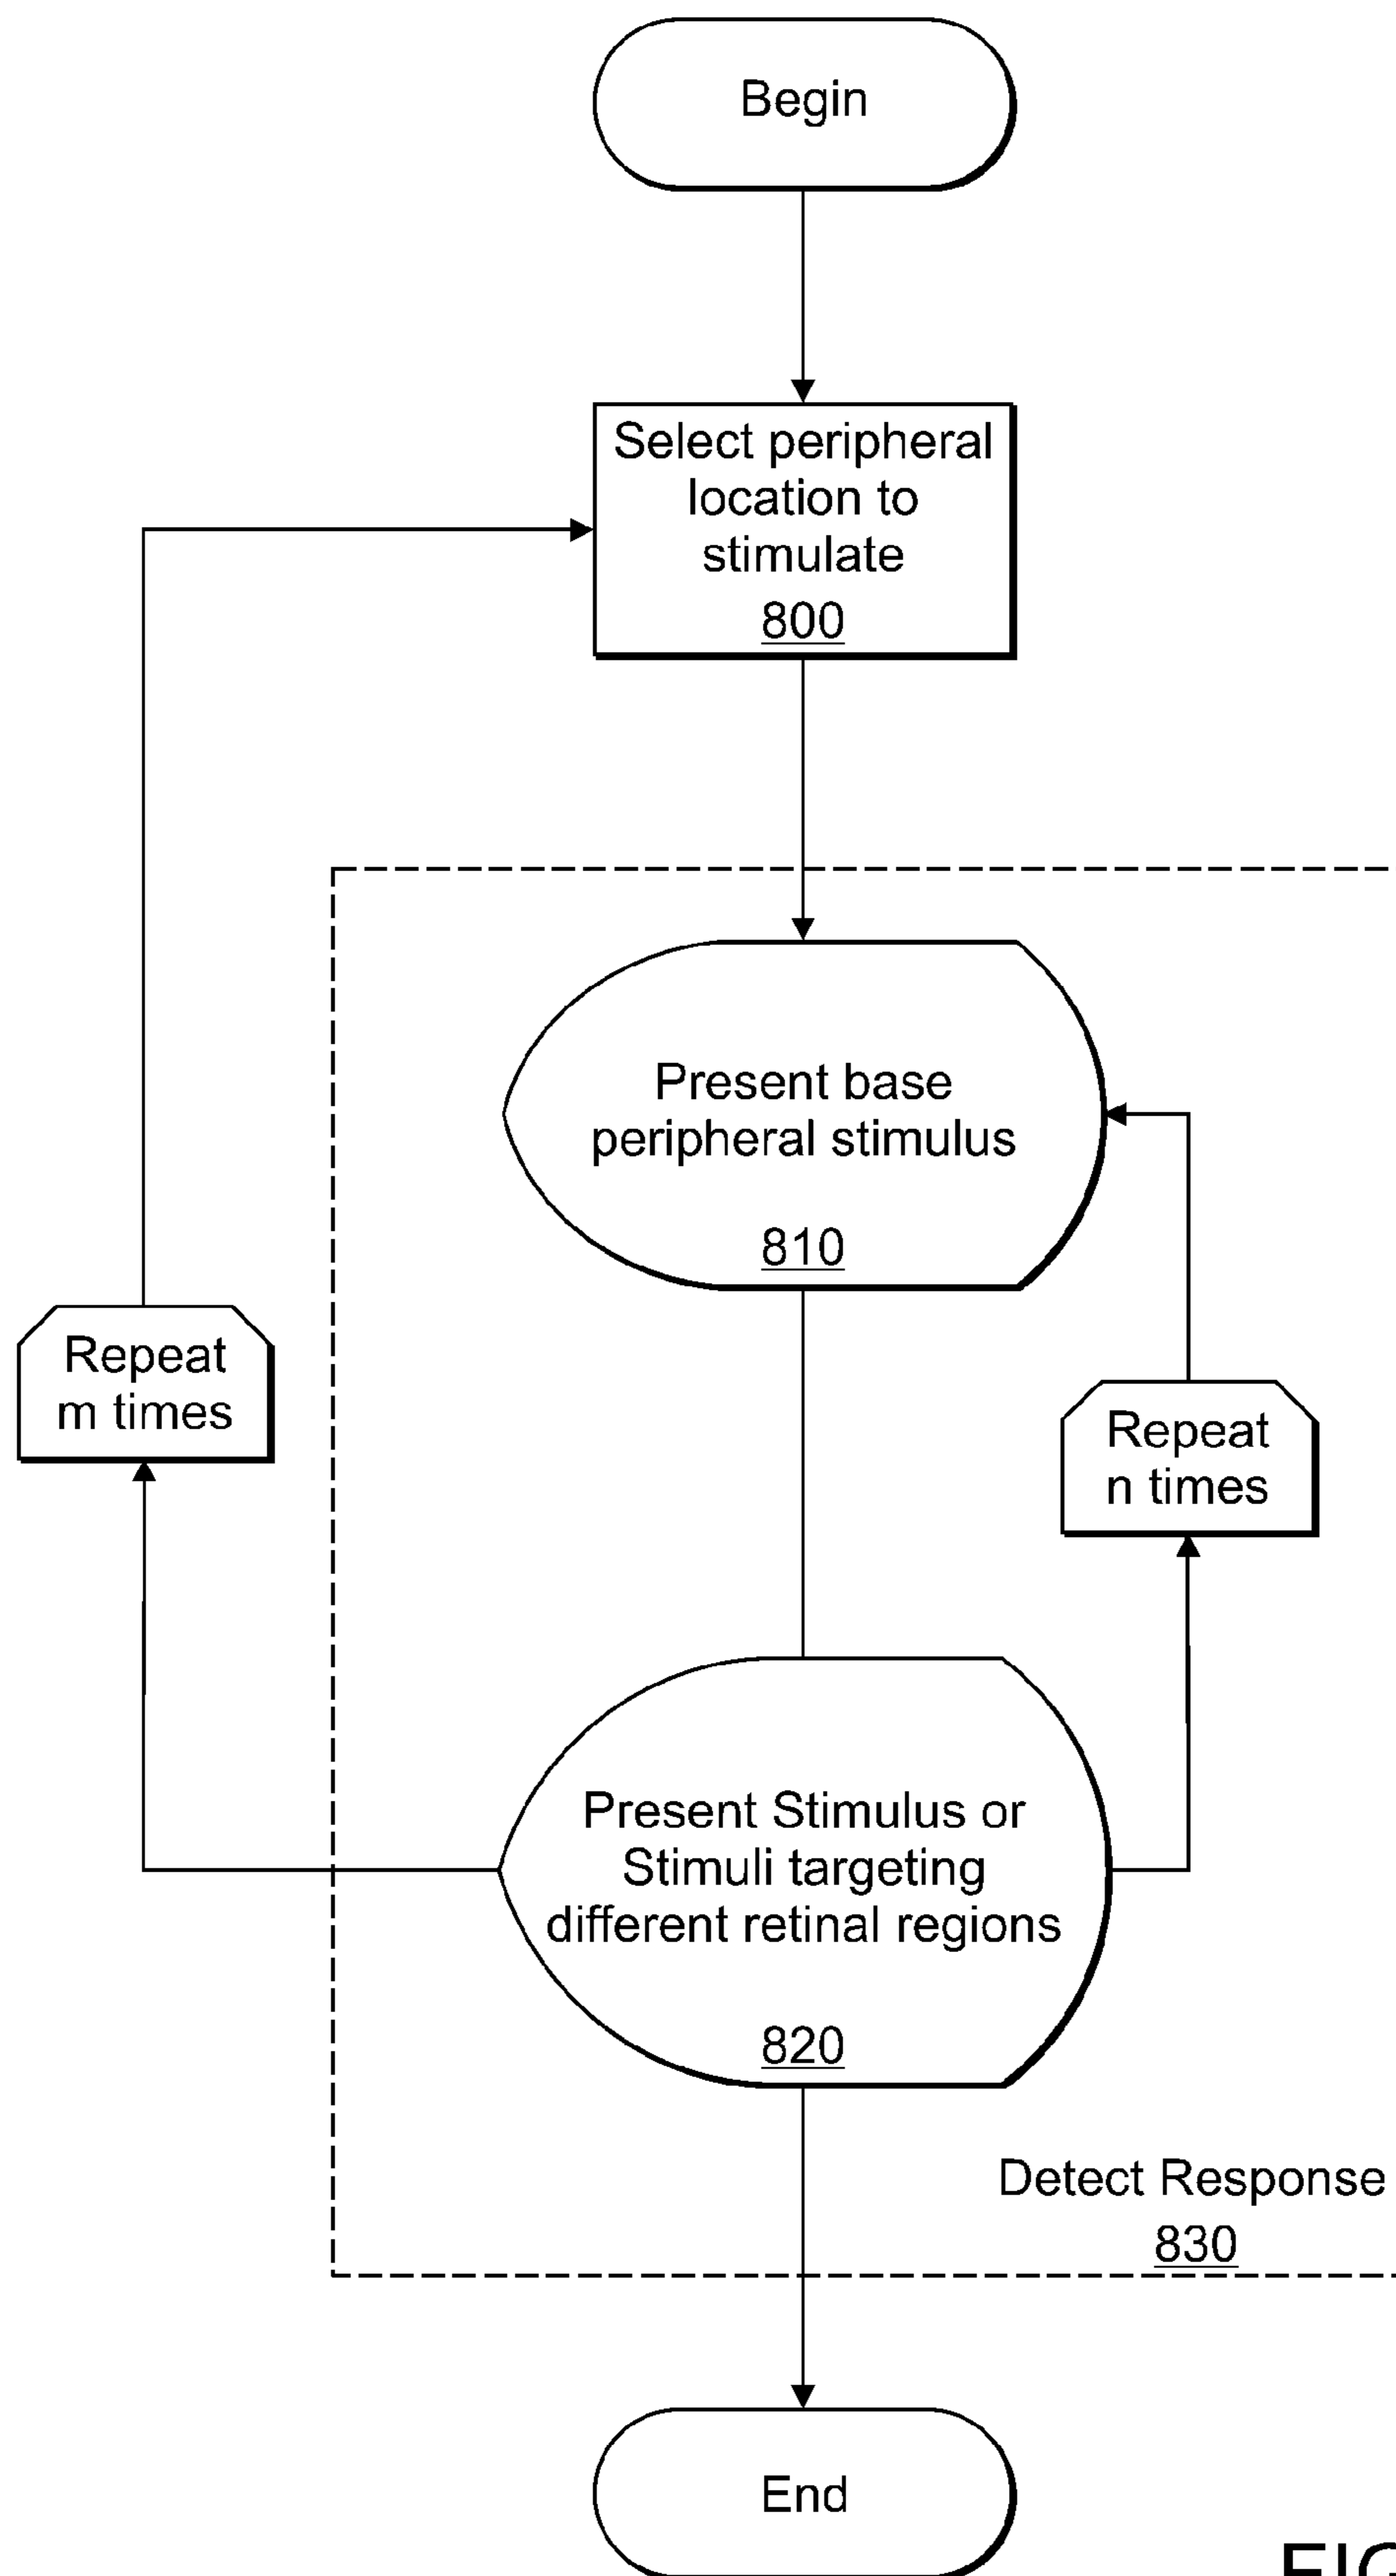 Begin
Select peripheral
location to
stimulate
800
Present base
peripheral stimulus
810
Repeat
m times
Repeat
n times
Present Stimulus or
Stimuli targeting
different retinal regions
820
Detect Response
830
End